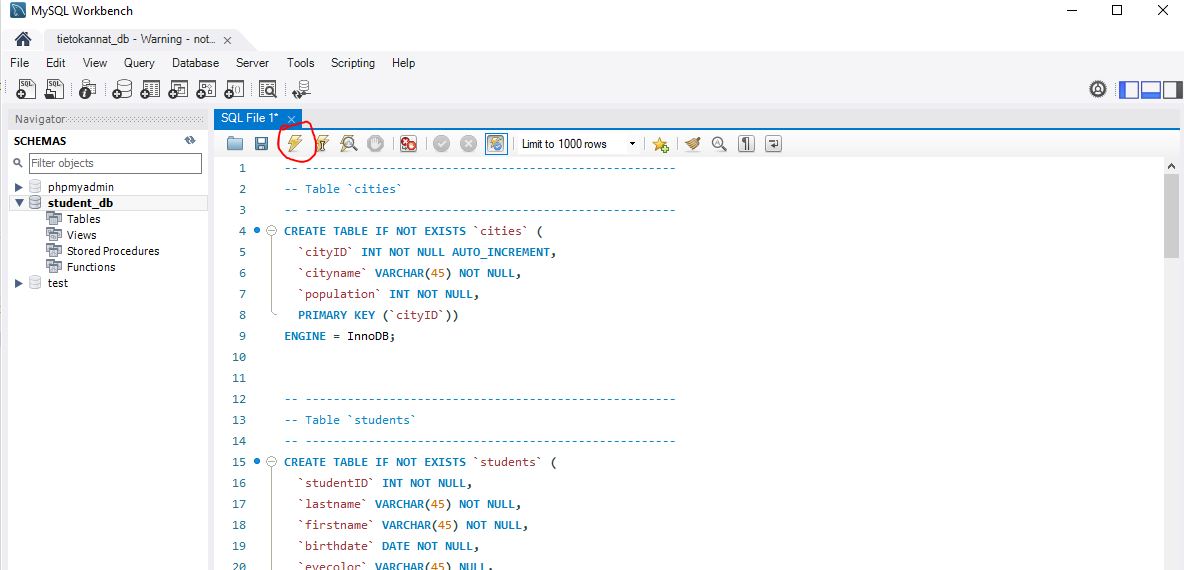 MySQL Workbench
tietokannat_db - Warning - not...
File Edit View Query Database Server Tools Scripting Help
Navigator
SCHEMAS
Filter objects
phpmyadmin
student_db
Tables
Views
Stored Procedures
Functions
test
SQL File 1*
Limit to 1000 rows
1 -- -----------------------------------------------------
2 -- Table `cities`
3 -- -----------------------------------------------------
4 CREATE TABLE IF NOT EXISTS `cities` (
5 `cityID` INT NOT NULL AUTO_INCREMENT,
6 `cityname` VARCHAR(45) NOT NULL,
7 `population` INT NOT NULL,
8 PRIMARY KEY (`cityID`))
9 ENGINE = InnoDB;
10
11
12 -- -----------------------------------------------------
13 -- Table `students`
14 -- -----------------------------------------------------
15 CREATE TABLE IF NOT EXISTS `students` (
16 `studentID` INT NOT NULL,
17 `lastname` VARCHAR(45) NOT NULL,
18 `firstname` VARCHAR(45) NOT NULL,
19 `birthdate` DATE NOT NULL,
20 `eyecolor` VARCHAR(45) NULL,